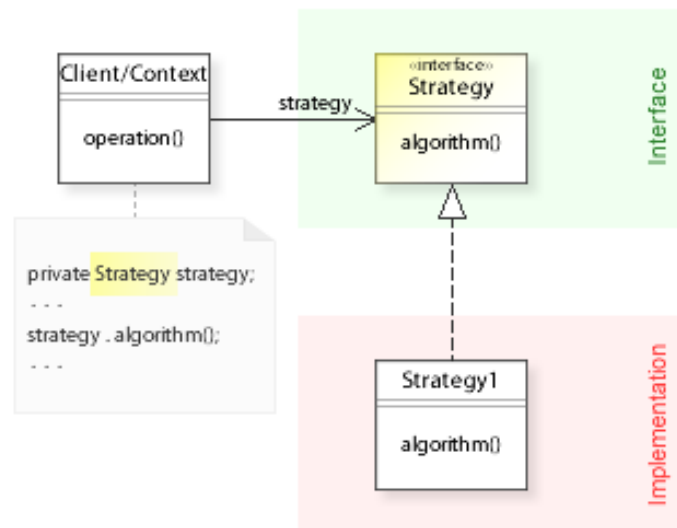 Client/Context
operation()
strategy
«interface»
Strategy
algorithm()
Interface
private Strategy strategy;
- - -
strategy . algorithm();
- - -
Strategy1
algorithm()
Implementation